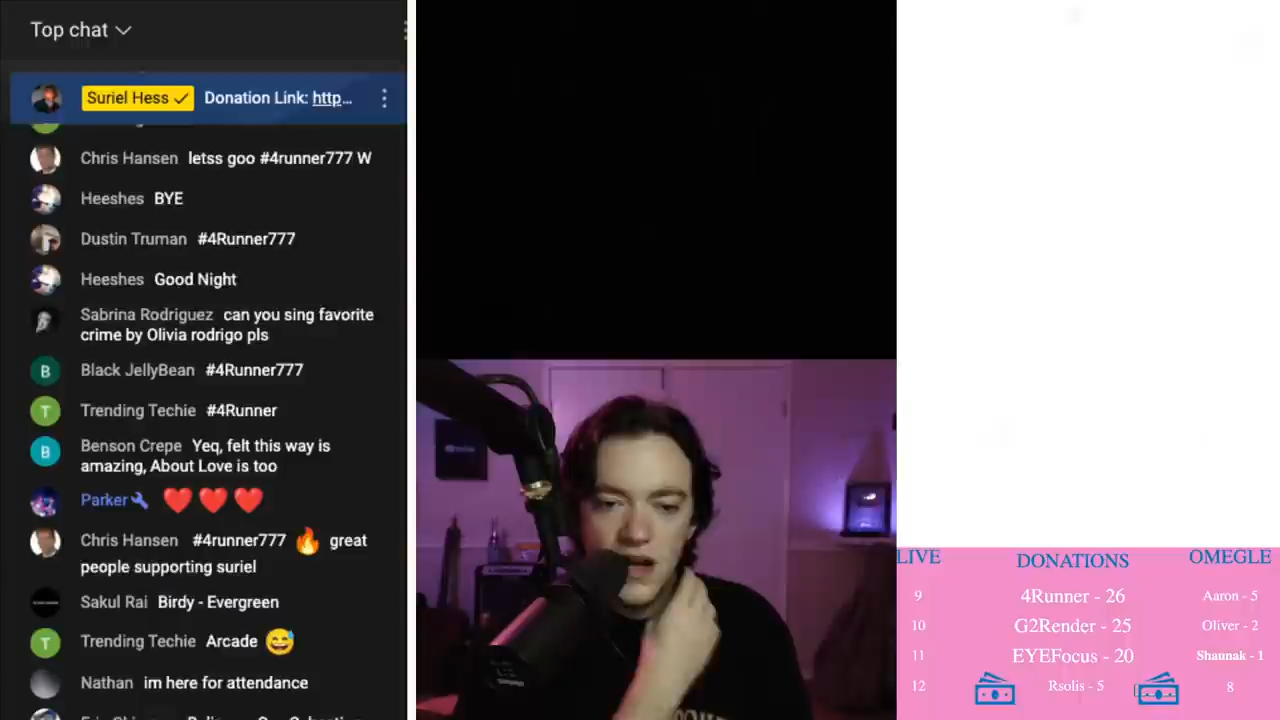 Top chat
Suriel Hess Donation Link: http...
Chris Hansen letss goo #4runner777 W
Heeshes BYE
Dustin Truman #4Runner777
Heeshes Good Night
Sabrina Rodriguez can you sing favorite
crime by Olivia rodrigo pls
B Black JellyBean #4Runner777
T Trending Techie #4Runner
B Benson Crepe Yeq, felt this way is
amazing, About Love is too
Parker ❤️ ❤️ ❤️
Chris Hansen #4runner777 🔥 great
people supporting suriel
Sakul Rai Birdy - Evergreen
T Trending Techie Arcade 😅
Nathan im here for attendance
LIVE DONATIONS OMEGLE
9 4Runner - 26 Aaron - 5
10 G2Render - 25 Oliver - 2
11 EYEFocus - 20 Shaunak - 1
12 Rsolis - 5 8